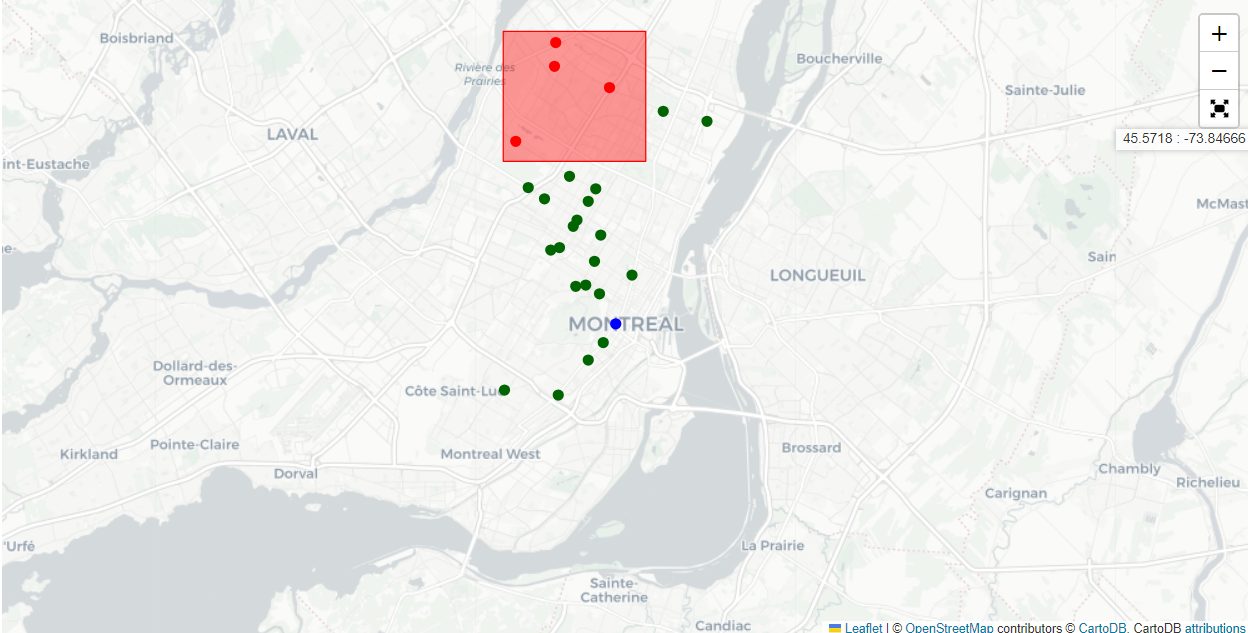 Boisbriand
Rivière des
Prairies
Boucherville
+
−
Sainte-Julie
45.5718 : -73.84666
LAVAL
int-Eustache
McMast
e-
Sain
LONGUEUIL
MONTREAL
Dollard-des-
Ormeaux
Côte Saint-Luc
Pointe-Claire
Kirkland
Montreal West
Brossard
Dorval
Chambly
Richelieu
Carignan
'Urfé
La Prairie
Sainte-
Catherine
Candiac
Leaflet | © OpenStreetMap contributors © CartoDB, CartoDB attributions